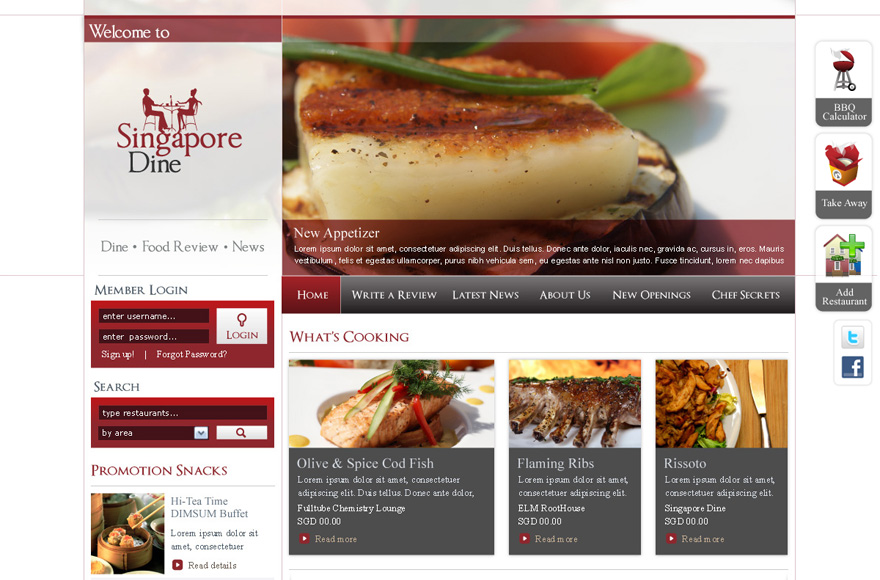 Welcome to
Singapore
Dine
Dine • Food Review • News
New Appetizer
Lorem ipsum dolor sit amet, consectetuer adipiscing elit. Duis tellus. Donec ante dolor, iaculis nec, gravida ac, cursus in, eros. Mauris
vestibulum, felis et egestas ullamcorper, purus nibh vehicula sem, eu egestas ante nisl non justo. Fusce tincidunt, lorem nec dapibus
Home Write a Review Latest News About Us New Openings Chef Secrets
Member Login
enter username...
enter password...
Login
Sign up! | Forgot Password?
Search
type restaurants...
by area
Promotion Snacks
Hi-Tea Time
DIMSUM Buffet
Lorem ipsum dolor sit
amet, consectetuer
Read details
What's Cooking
Olive & Spice Cod Fish
Lorem ipsum dolor sit amet, consectetuer
adipiscing elit. Duis tellus. Donec ante dolor,
Fulltube Chemistry Lounge
SGD 00.00
Read more
Flaming Ribs
Lorem ipsum dolor sit amet,
consectetuer adipiscing elit.
ELM RootHouse
SGD 00.00
Read more
Rissoto
Lorem ipsum dolor sit amet,
consectetuer adipiscing elit.
Singapore Dine
SGD 00.00
Read more
BBQ
Calculator
Take Away
Add
Restaurant